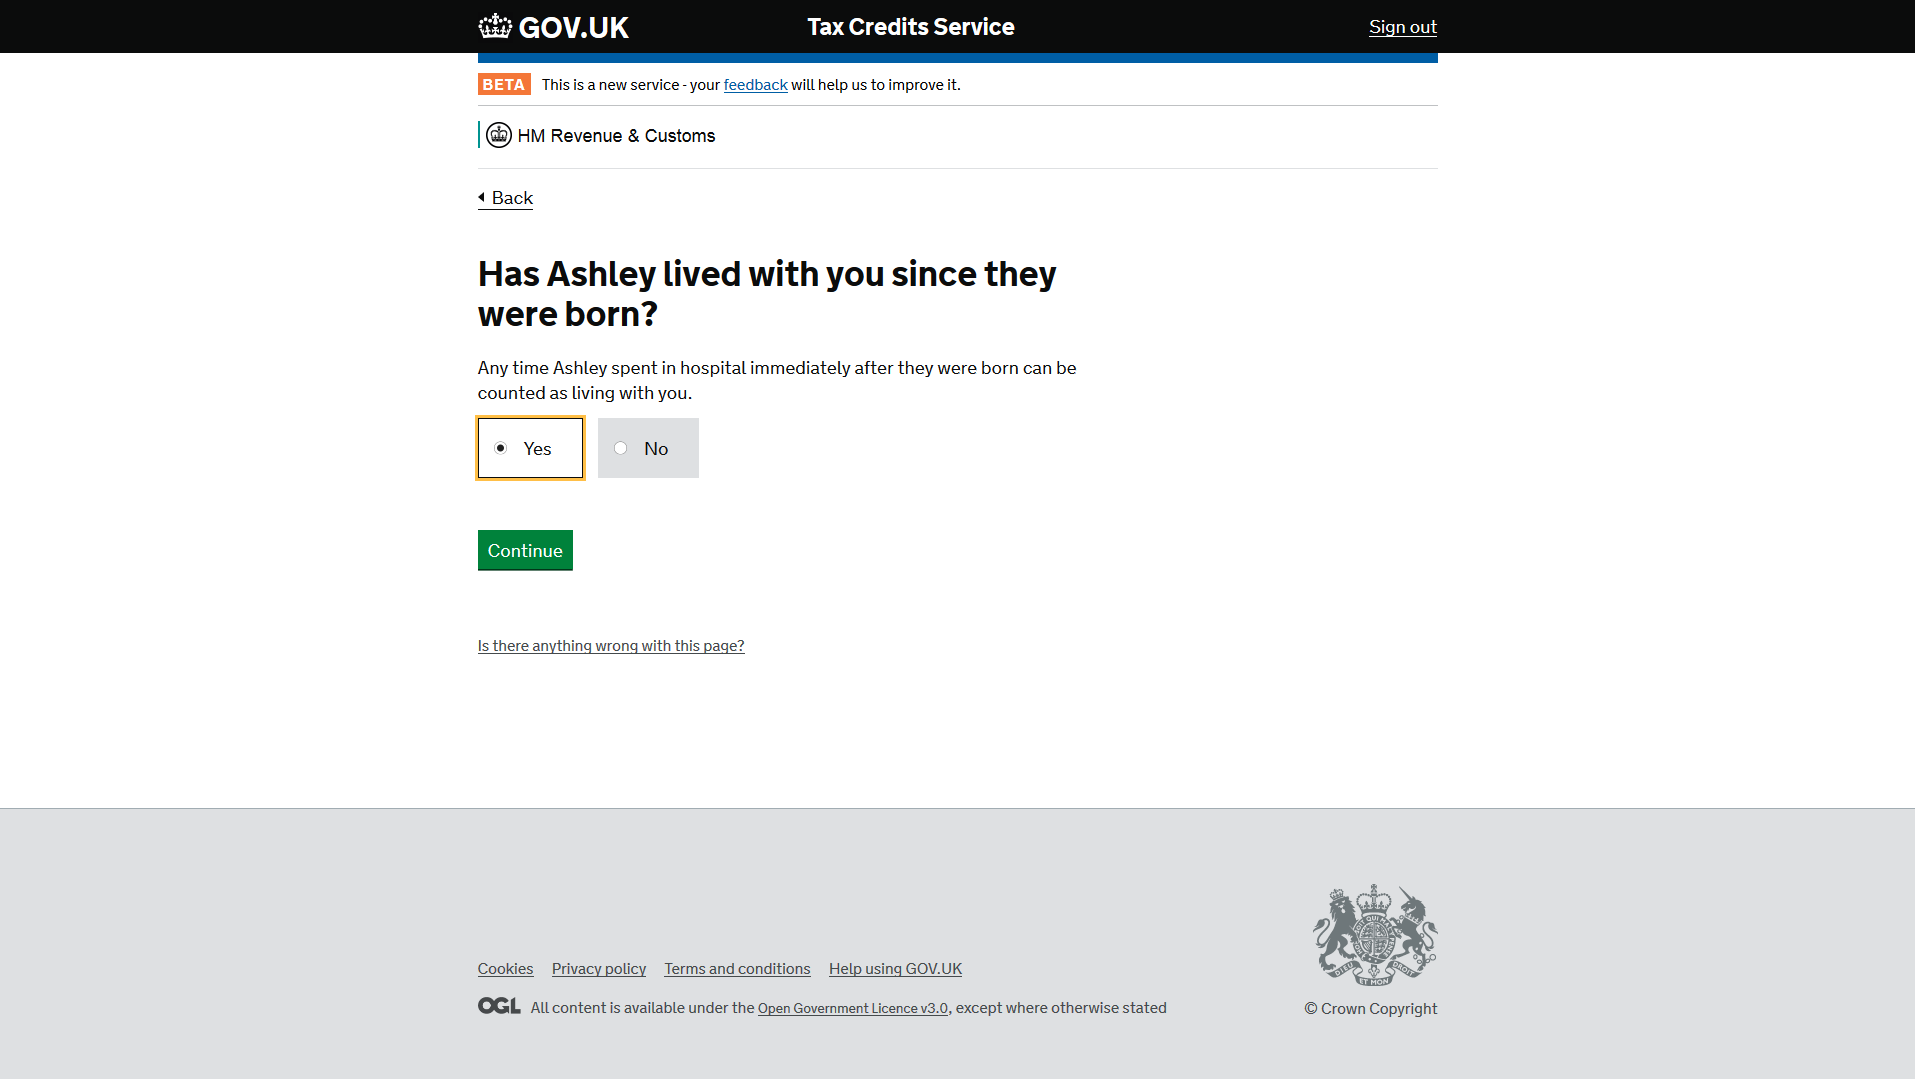 GOV.UK Tax Credits Service Sign out
BETA This is a new service - your feedback will help us to improve it.
HM Revenue & Customs
Back
Has Ashley lived with you since they
were born?
Any time Ashley spent in hospital immediately after they were born can be
counted as living with you.
Yes No
Continue
Is there anything wrong with this page?
Cookies Privacy policy Terms and conditions Help using GOV.UK
OGL All content is available under the Open Government Licence v3.0, except where otherwise stated
DIEU ET MON DROIT
© Crown Copyright